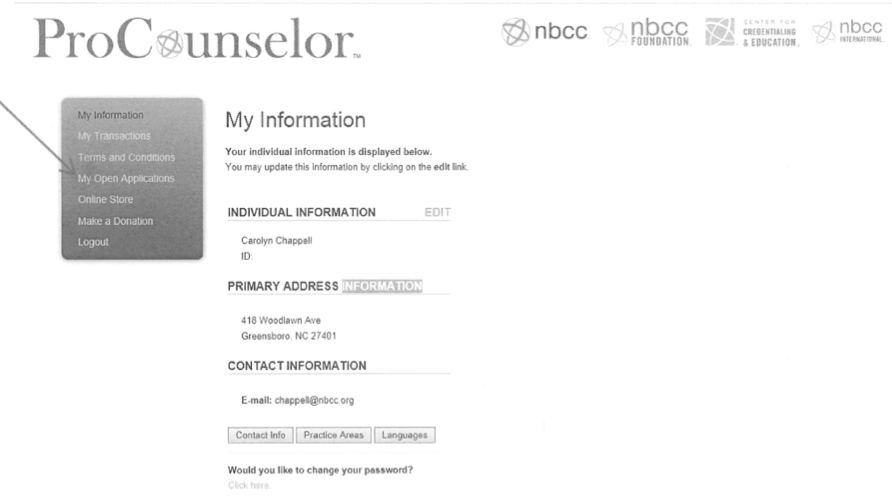 ProCounselor™
nbcc
nbcc FOUNDATION
CENTER FOR CREDENTIALING & EDUCATION
nbcc INTERNATIONAL
My Information
My Transactions
Terms and Conditions
My Open Applications
Online Store
Make a Donation
Logout
My Information
Your individual information is displayed below.
You may update this information by clicking on the edit link.
INDIVIDUAL INFORMATION EDIT
Carolyn Chappell
ID:
PRIMARY ADDRESS INFORMATION
418 Woodlawn Ave
Greensboro, NC 27401
CONTACT INFORMATION
E-mail: chappell@nbcc.org
Contact Info Practice Areas Languages
Would you like to change your password?
Click here.